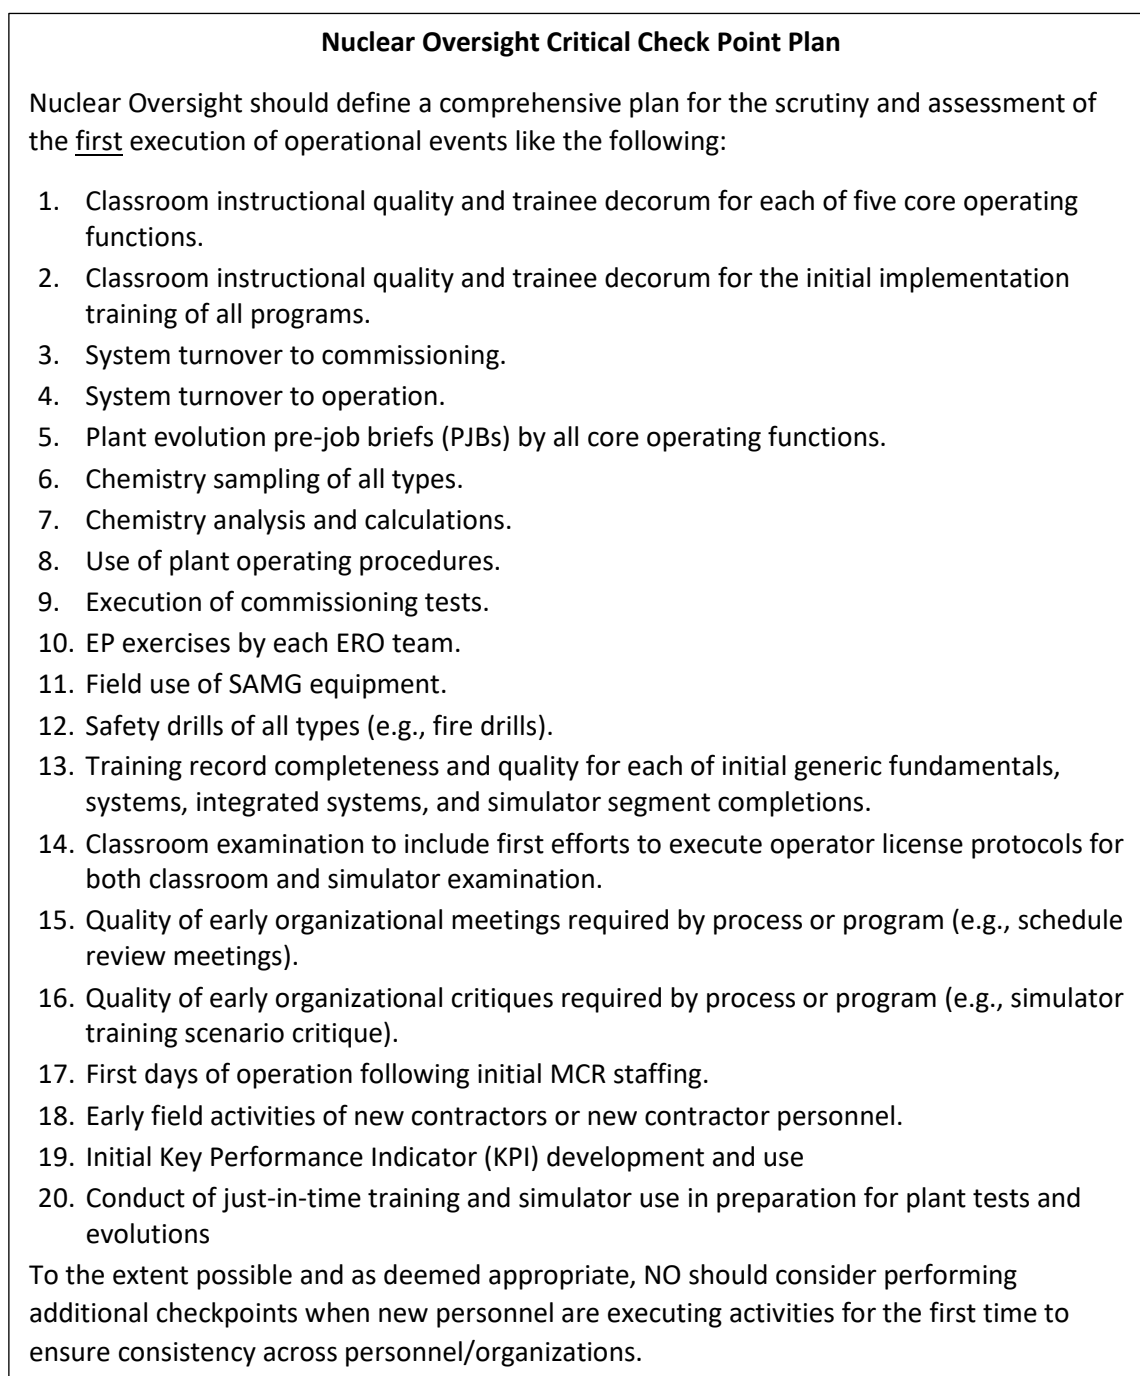 Nuclear Oversight Critical Check Point Plan
Nuclear Oversight should define a comprehensive plan for the scrutiny and assessment of
the first execution of operational events like the following:
1. Classroom instructional quality and trainee decorum for each of five core operating
functions.
2. Classroom instructional quality and trainee decorum for the initial implementation
training of all programs.
3. System turnover to commissioning.
4. System turnover to operation.
5. Plant evolution pre-job briefs (PJBs) by all core operating functions.
6. Chemistry sampling of all types.
7. Chemistry analysis and calculations.
8. Use of plant operating procedures.
9. Execution of commissioning tests.
10. EP exercises by each ERO team.
11. Field use of SAMG equipment.
12. Safety drills of all types (e.g., fire drills).
13. Training record completeness and quality for each of initial generic fundamentals,
systems, integrated systems, and simulator segment completions.
14. Classroom examination to include first efforts to execute operator license protocols for
both classroom and simulator examination.
15. Quality of early organizational meetings required by process or program (e.g., schedule
review meetings).
16. Quality of early organizational critiques required by process or program (e.g., simulator
training scenario critique).
17. First days of operation following initial MCR staffing.
18. Early field activities of new contractors or new contractor personnel.
19. Initial Key Performance Indicator (KPI) development and use
20. Conduct of just-in-time training and simulator use in preparation for plant tests and
evolutions
To the extent possible and as deemed appropriate, NO should consider performing
additional checkpoints when new personnel are executing activities for the first time to
ensure consistency across personnel/organizations.